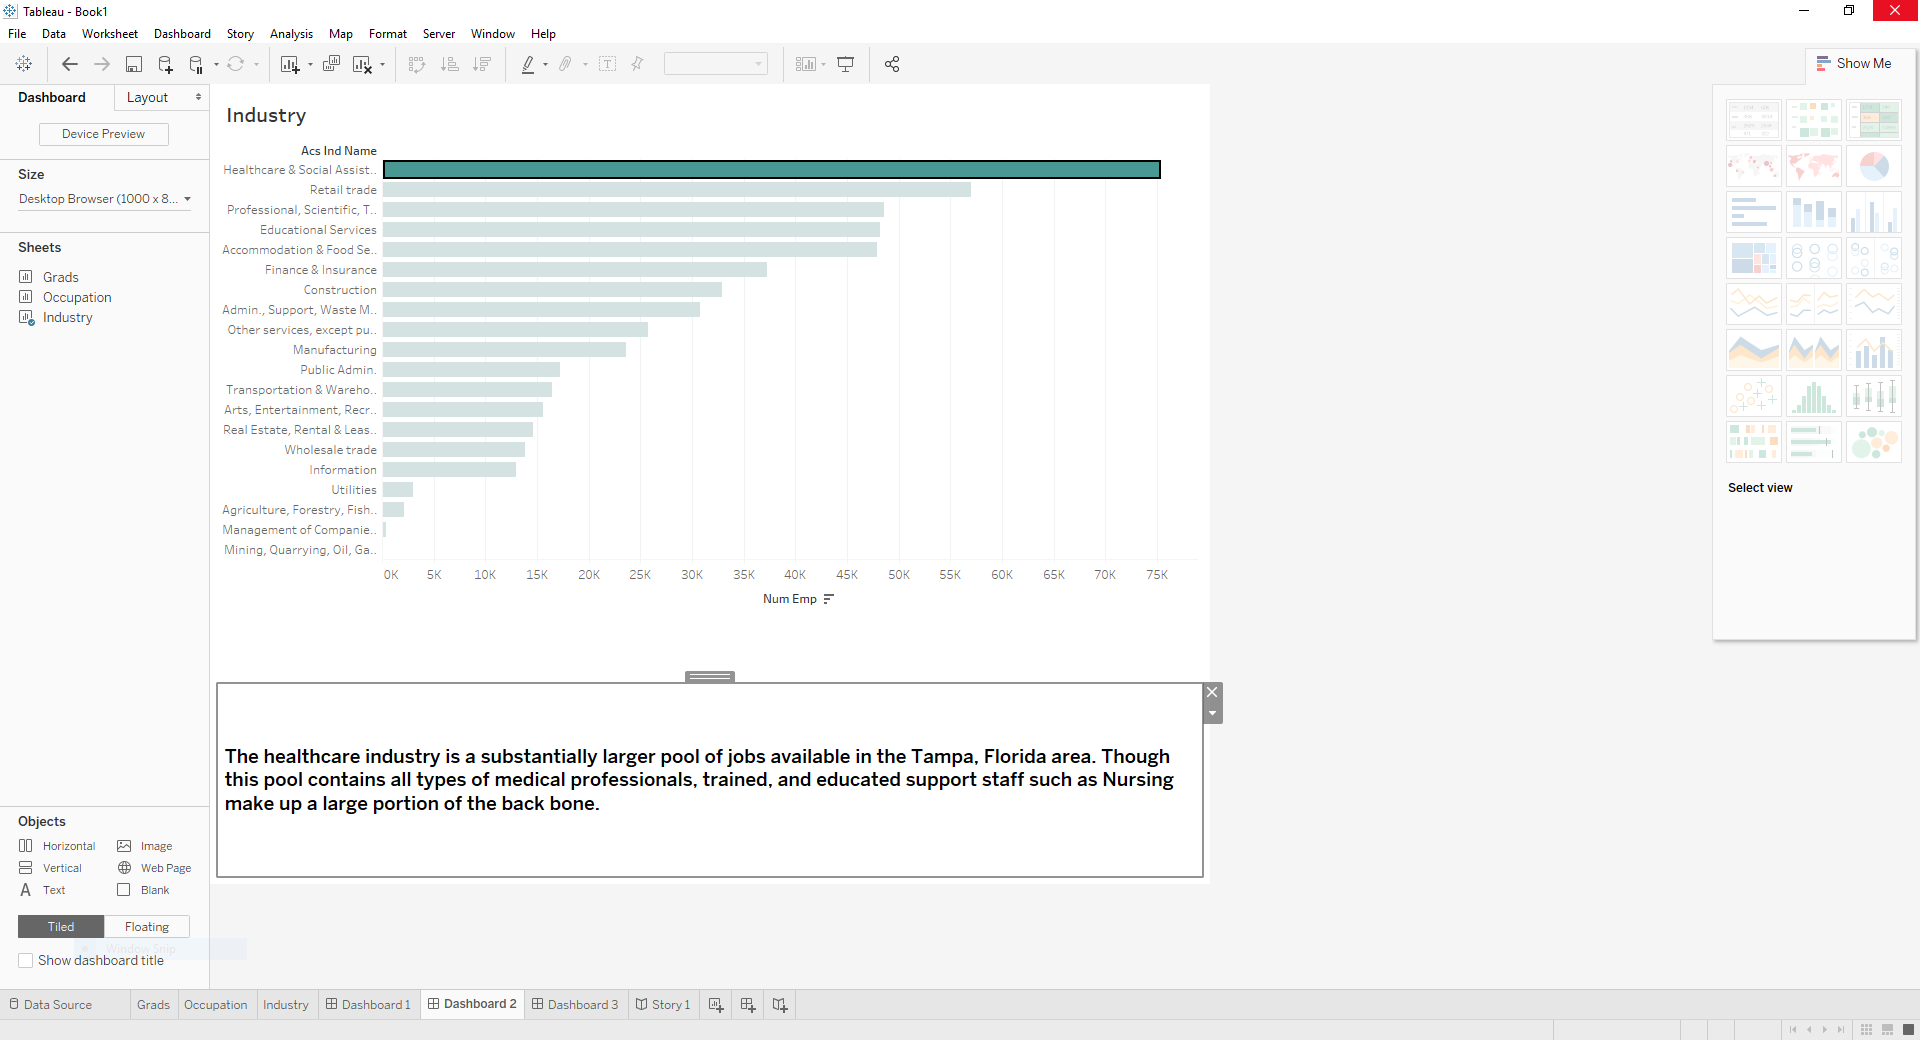 Tableau - Book1
File Data Worksheet Dashboard Story Analysis Map Format Server Window Help
Show Me
Dashboard Layout
Device Preview
Size
Desktop Browser (1000 x 8...
Sheets
Grads
Occupation
Industry
Industry
Acs Ind Name
Healthcare & Social Assist..
Retail trade
Professional, Scientific, T..
Educational Services
Accommodation & Food Se..
Finance & Insurance
Construction
Admin., Support, Waste M..
Other services, except pu..
Manufacturing
Public Admin.
Transportation & Wareho..
Arts, Entertainment, Recr..
Real Estate, Rental & Leas..
Wholesale trade
Information
Utilities
Agriculture, Forestry, Fish..
Management of Companie..
Mining, Quarrying, Oil, Ga..
0K 5K 10K 15K 20K 25K 30K 35K 40K 45K 50K 55K 60K 65K 70K 75K
Num Emp
Select view
The healthcare industry is a substantially larger pool of jobs available in the Tampa, Florida area. Though
this pool contains all types of medical professionals, trained, and educated support staff such as Nursing
make up a large portion of the back bone.
Objects
Horizontal Image
Vertical Web Page
A Text Blank
Tiled Floating
Window Snip
Show dashboard title
Data Source Grads Occupation Industry Dashboard 1 Dashboard 2 Dashboard 3 Story 1